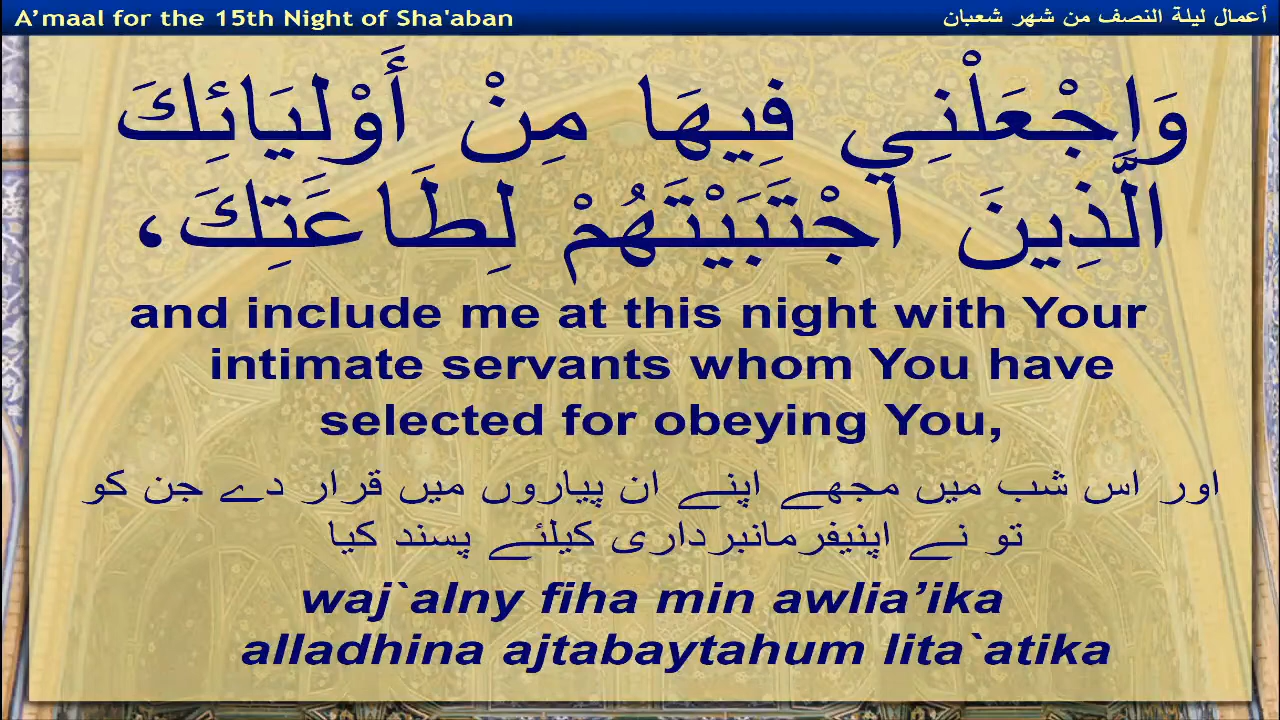 A’maal for the 15th Night of Sha'aban
أعمال ليلة النصف من شهر شعبان
وَاِجْعَلْنِي فِيهَا مِنْ أَوْلِيَائِكَ
الَّذِينَ اجْتَبَيْتَهُمْ لِطَاعَتِكَ،
and include me at this night with Your
intimate servants whom You have
selected for obeying You,
اور اس شب میں مجھے اپنے ان پیاروں میں قرار دے جن کو
تو نے اپنیفرمانبرداری کیلئے پسند کیا
waj`alny fiha min awlia’ika
alladhina ajtabaytahum lita`atika